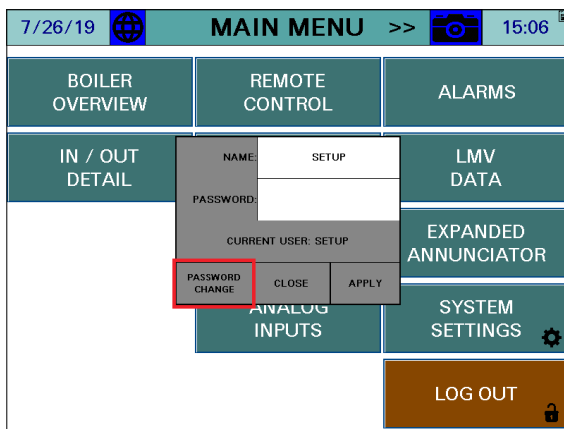 7/26/19 MAIN MENU >> 15:06
BOILER
OVERVIEW
REMOTE
CONTROL
ALARMS
IN / OUT
DETAIL
LMV
DATA
NAME: SETUP
PASSWORD:
CURRENT USER: SETUP
PASSWORD
CHANGE
CLOSE
APPLY
EXPANDED
ANNUNCIATOR
ANALOG
INPUTS
SYSTEM
SETTINGS
LOG OUT